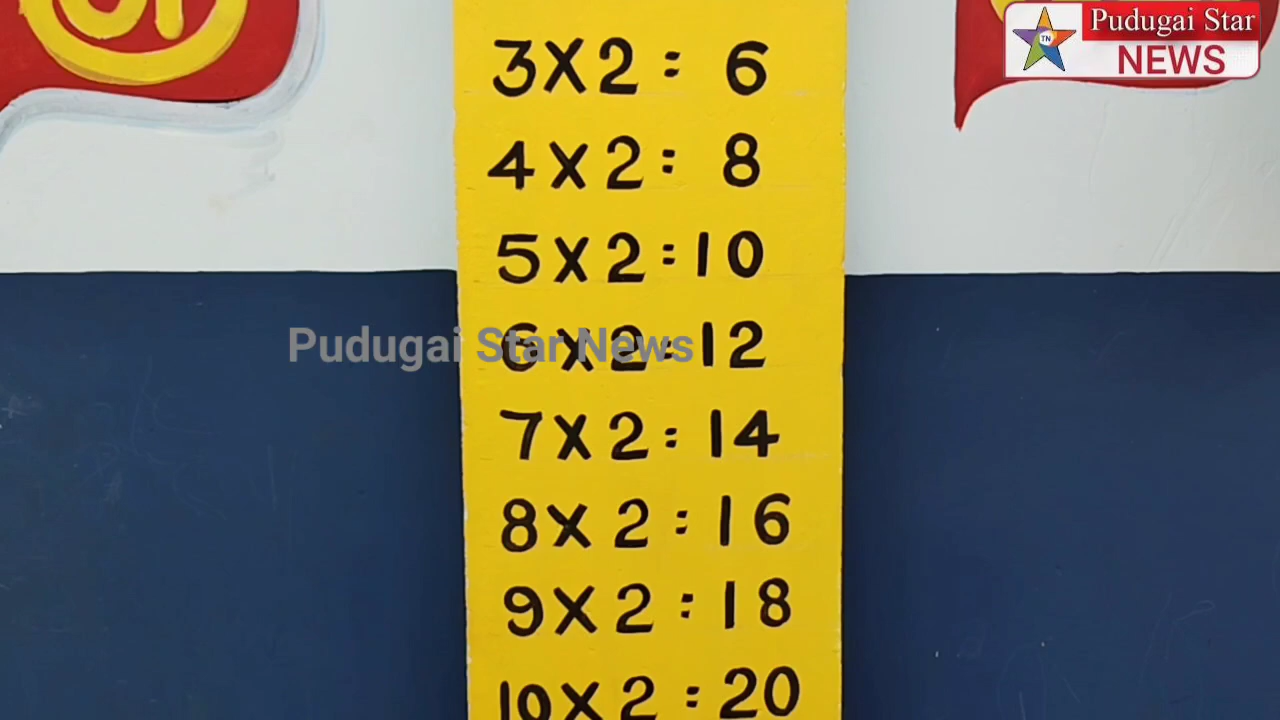 Pudugai Star
TN
NEWS
3X2= 6
4X2= 8
5X2=10
6X2=12
Pudugai Star News
7X2=14
8X2=16
9X2=18
10X2=20